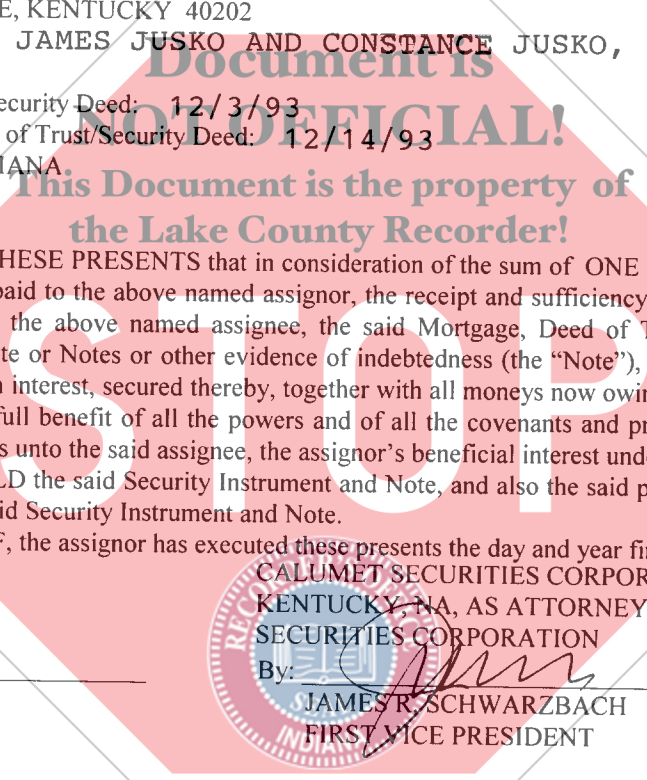 E, KENTUCKY 40202
JAMES JUSKO AND CONSTANCE JUSKO,
Document is
ecurity Deed: 12/3/93
NOT OFFICIAL!
of Trust/Security Deed: 12/14/93
IANA
This Document is the property of
the Lake County Recorder!
HESE PRESENTS that in consideration of the sum of ONE
paid to the above named assignor, the receipt and sufficiency
the above named assignee, the said Mortgage, Deed of T
te or Notes or other evidence of indebtedness (the “Note”),
n interest, secured thereby, together with all moneys now owin
full benefit of all the powers and of all the covenants and pr
s unto the said assignee, the assignor’s beneficial interest und
LD the said Security Instrument and Note, and also the said p
id Security Instrument and Note.
STOP
F, the assignor has executed these presents the day and year fir
CALUMET SECURITIES CORPOR
KENTUCKY, NA, AS ATTORNEY
SECURITIES CORPORATION
By:
JAMES R. SCHWARZBACH
FIRST VICE PRESIDENT
RECORDER'S OFFICE
SEAL
INDIANA